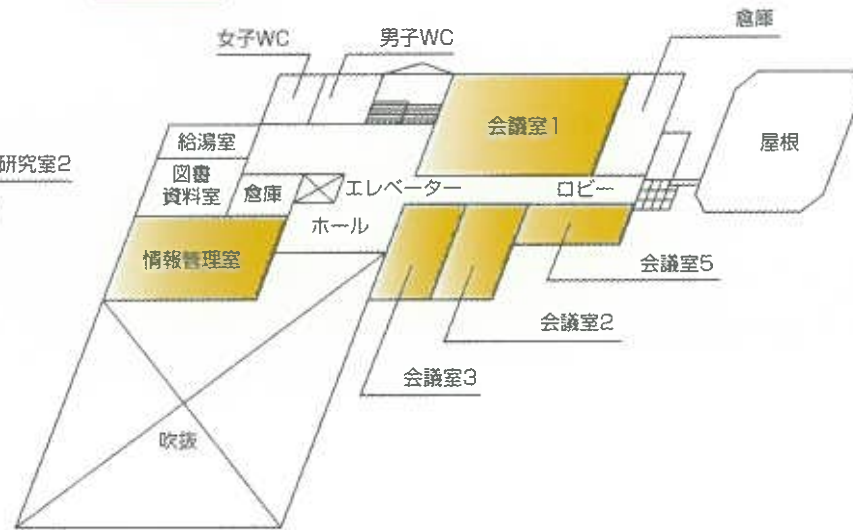 倉庫
女子WC
男子WC
会議室1
給湯室
屋根
研究室2
図書
資料室
倉庫
エレベーター
ロビー
ホール
情報管理室
会議室5
会議室2
会議室3
吹抜